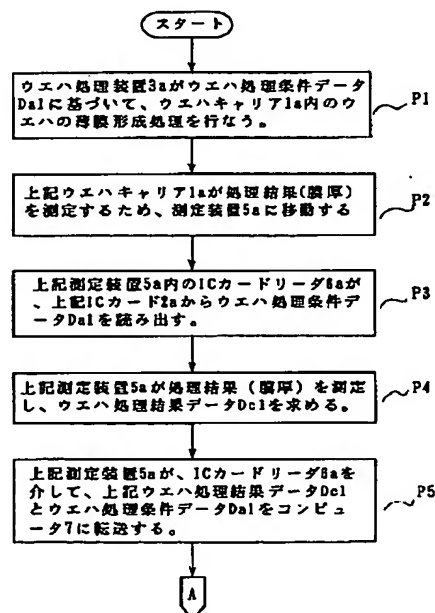 スタート
ウエハ処理装置3aがウエハ処理条件データ
Da1に基づいて、ウエハキャリア1a内のウ
エハの薄膜形成処理を行なう。
P1
上記ウエハキャリア1aが処理結果(膜厚)
を測定するため、測定装置5aに移動する
P2
上記測定装置5a内のICカードリーダ6aが
、上記ICカード2aからウエハ処理条件デ
ータDa1を読み出す。
P3
上記測定装置5aが処理結果(膜厚)を測定
し、ウエハ処理結果データDc1を求める。
P4
上記測定装置5aが、ICカードリーダ6aを
介して、上記ウエハ処理結果データDc1
とウエハ処理条件データDa1をコンピュ
ータ7に転送する。
P5
A